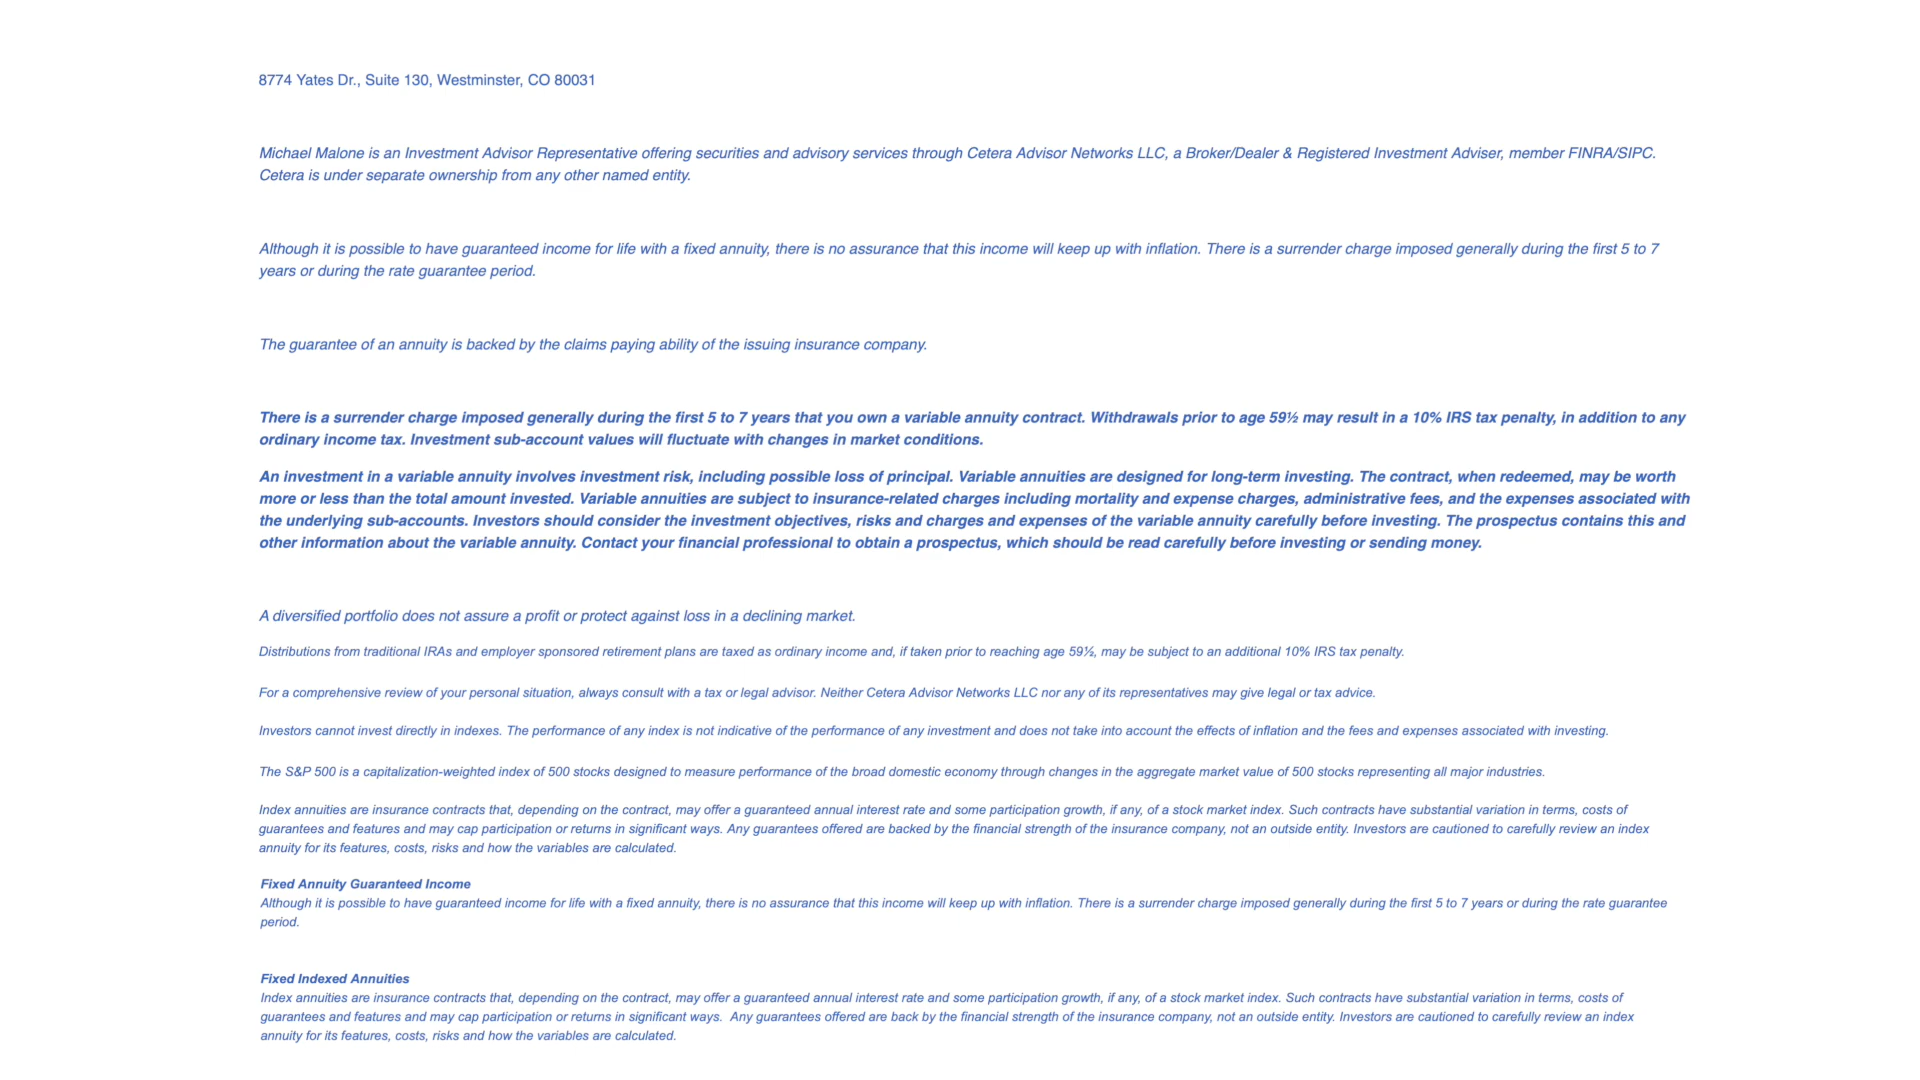 8774 Yates Dr., Suite 130, Westminster, CO 80031
Michael Malone is an Investment Advisor Representative offering securities and advisory services through Cetera Advisor Networks LLC, a Broker/Dealer & Registered Investment Adviser, member FINRA/SIPC.
Cetera is under separate ownership from any other named entity.
Although it is possible to have guaranteed income for life with a fixed annuity, there is no assurance that this income will keep up with inflation. There is a surrender charge imposed generally during the first 5 to 7
years or during the rate guarantee period.
The guarantee of an annuity is backed by the claims paying ability of the issuing insurance company.
There is a surrender charge imposed generally during the first 5 to 7 years that you own a variable annuity contract. Withdrawals prior to age 59½ may result in a 10% IRS tax penalty, in addition to any
ordinary income tax. Investment sub-account values will fluctuate with changes in market conditions.
An investment in a variable annuity involves investment risk, including possible loss of principal. Variable annuities are designed for long-term investing. The contract, when redeemed, may be worth
more or less than the total amount invested. Variable annuities are subject to insurance-related charges including mortality and expense charges, administrative fees, and the expenses associated with
the underlying sub-accounts. Investors should consider the investment objectives, risks and charges and expenses of the variable annuity carefully before investing. The prospectus contains this and
other information about the variable annuity. Contact your financial professional to obtain a prospectus, which should be read carefully before investing or sending money.
A diversified portfolio does not assure a profit or protect against loss in a declining market.
Distributions from traditional IRAs and employer sponsored retirement plans are taxed as ordinary income and, if taken prior to reaching age 59½, may be subject to an additional 10% IRS tax penalty.
For a comprehensive review of your personal situation, always consult with a tax or legal advisor. Neither Cetera Advisor Networks LLC nor any of its representatives may give legal or tax advice.
Investors cannot invest directly in indexes. The performance of any index is not indicative of the performance of any investment and does not take into account the effects of inflation and the fees and expenses associated with investing.
The S&P 500 is a capitalization-weighted index of 500 stocks designed to measure performance of the broad domestic economy through changes in the aggregate market value of 500 stocks representing all major industries.
Index annuities are insurance contracts that, depending on the contract, may offer a guaranteed annual interest rate and some participation growth, if any, of a stock market index. Such contracts have substantial variation in terms, costs of
guarantees and features and may cap participation or returns in significant ways. Any guarantees offered are backed by the financial strength of the insurance company, not an outside entity. Investors are cautioned to carefully review an index
annuity for its features, costs, risks and how the variables are calculated.
Fixed Annuity Guaranteed Income
Although it is possible to have guaranteed income for life with a fixed annuity, there is no assurance that this income will keep up with inflation. There is a surrender charge imposed generally during the first 5 to 7 years or during the rate guarantee
period.
Fixed Indexed Annuities
Index annuities are insurance contracts that, depending on the contract, may offer a guaranteed annual interest rate and some participation growth, if any, of a stock market index. Such contracts have substantial variation in terms, costs of
guarantees and features and may cap participation or returns in significant ways.  Any guarantees offered are back by the financial strength of the insurance company, not an outside entity. Investors are cautioned to carefully review an index
annuity for its features, costs, risks and how the variables are calculated.